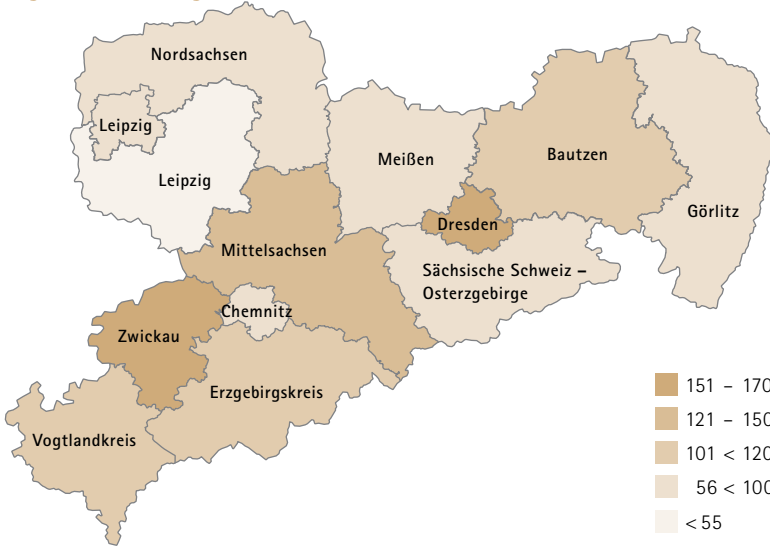 Nordsachsen
Leipzig
Leipzig
Meißen
Bautzen
Görlitz
Dresden
Mittelsachsen
Sächsische Schweiz –
Osterzgebirge
Chemnitz
Zwickau
Erzgebirgskreis
Vogtlandkreis
151 – 170
121 – 150
101 < 120
56 < 100
< 55